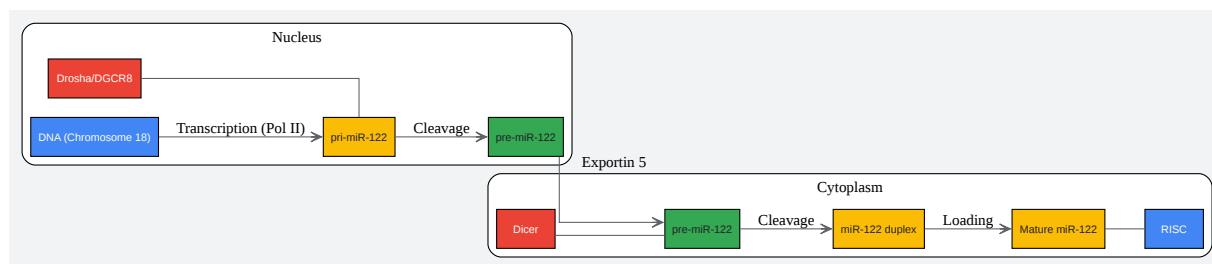 Nucleus
Drosha/DGCR8
DNA (Chromosome 18)
Transcription (Pol II)
pri-miR-122
Cleavage
pre-miR-122
Exportin 5
Cytoplasm
Dicer
pre-miR-122
Cleavage
miR-122 duplex
Loading
Mature miR-122
RISC